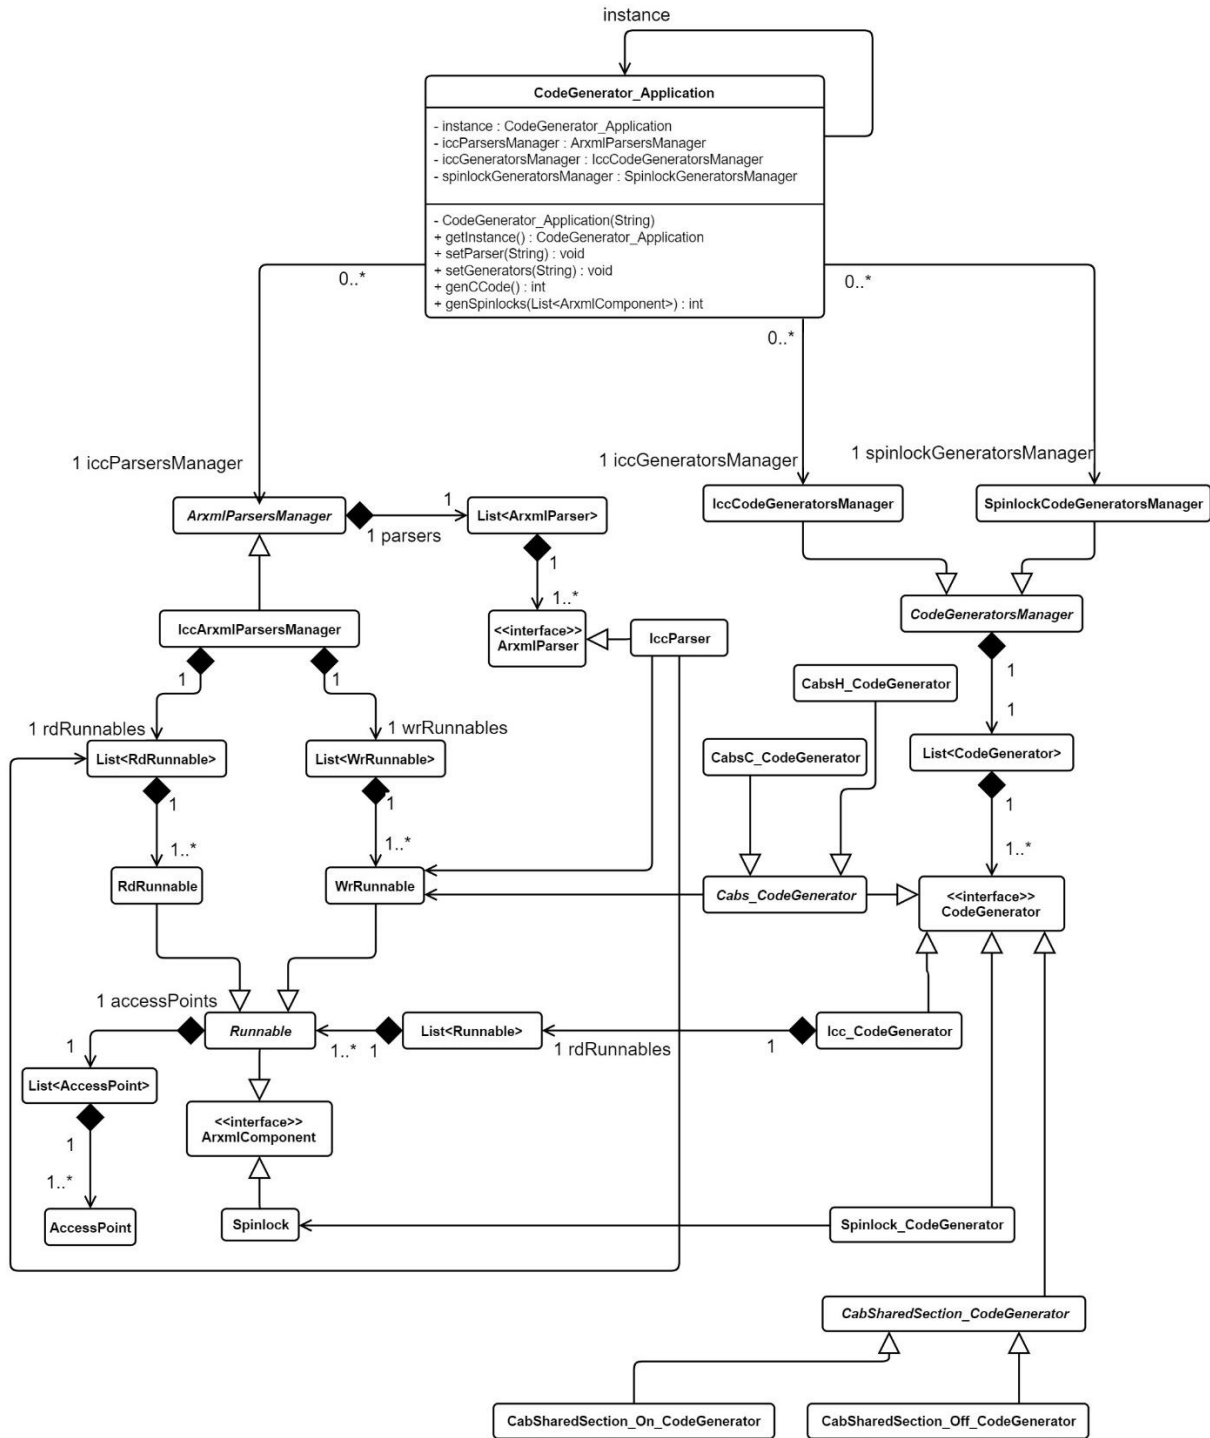 instance
CodeGenerator_Application
- instance : CodeGenerator_Application
- iccParsersManager : ArxmlParsersManager
- iccGeneratorsManager : IccCodeGeneratorsManager
- spinlockGeneratorsManager : SpinlockGeneratorsManager
- CodeGenerator_Application(String)
+ getInstance() : CodeGenerator_Application
+ setParser(String) : void
+ setGenerators(String) : void
+ genCCode() : int
+ genSpinlocks(List<ArxmlComponent>) : int
0..*
0..*
0..*
1 iccParsersManager
1 iccGeneratorsManager
1 spinlockGeneratorsManager
ArxmlParsersManager
1
1 parsers
List<ArxmlParser>
IccCodeGeneratorsManager
SpinlockCodeGeneratorsManager
1
1..*
IccArxmlParsersManager
<<interface>>
ArxmlParser
IccParser
CodeGeneratorsManager
1
1
1
1
CabsH_CodeGenerator
1 rdRunnables
1 wrRunnables
List<RdRunnable>
List<WrRunnable>
CabsC_CodeGenerator
List<CodeGenerator>
1
1
1
1..*
1..*
1..*
RdRunnable
WrRunnable
Cabs_CodeGenerator
<<interface>>
CodeGenerator
1 accessPoints
Runnable
List<Runnable>
Icc_CodeGenerator
1
1..*
1
1 rdRunnables
1
List<AccessPoint>
<<interface>>
ArxmlComponent
1
1..*
AccessPoint
Spinlock
Spinlock_CodeGenerator
CabSharedSection_CodeGenerator
CabSharedSection_On_CodeGenerator
CabSharedSection_Off_CodeGenerator